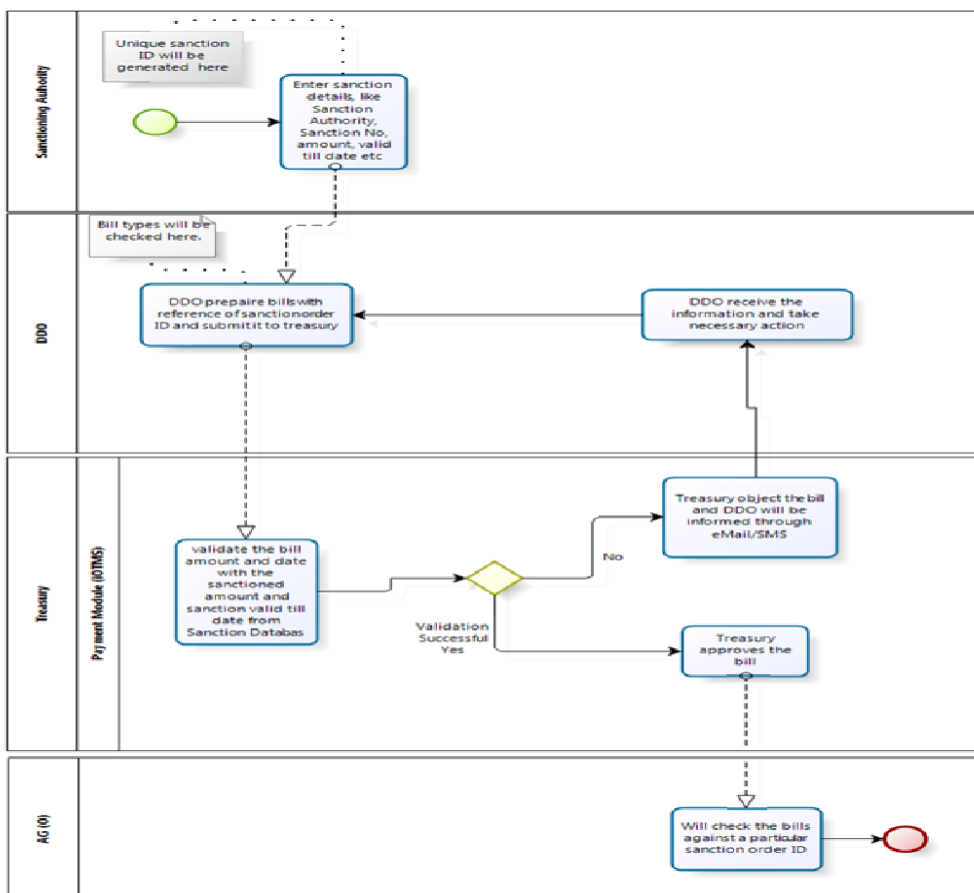 Sanctioning Auhority
Unique sanction
ID will be
generated here
Enter sanction
details, like
Sanction
Authority,
Sanction No,
amount, valid
till date etc
DDO
Bill types will be
checked here.
DDO prepaire bills with
reference of sanction order
ID and submit it to treasury
DDO receive the
information and take
necessary action
Treasury
Payment Module (iOTMS)
validate the bill
amount and date
with the
sanctioned
amount and
sanction valid till
date from
Sanction Databas
Treasury object the bill
and DDO will be
informed through
eMail/SMS
No
Validation
Successful
Yes
Treasury
approves the
bill
AG (O)
Will check the bills
against a particular
sanction order ID